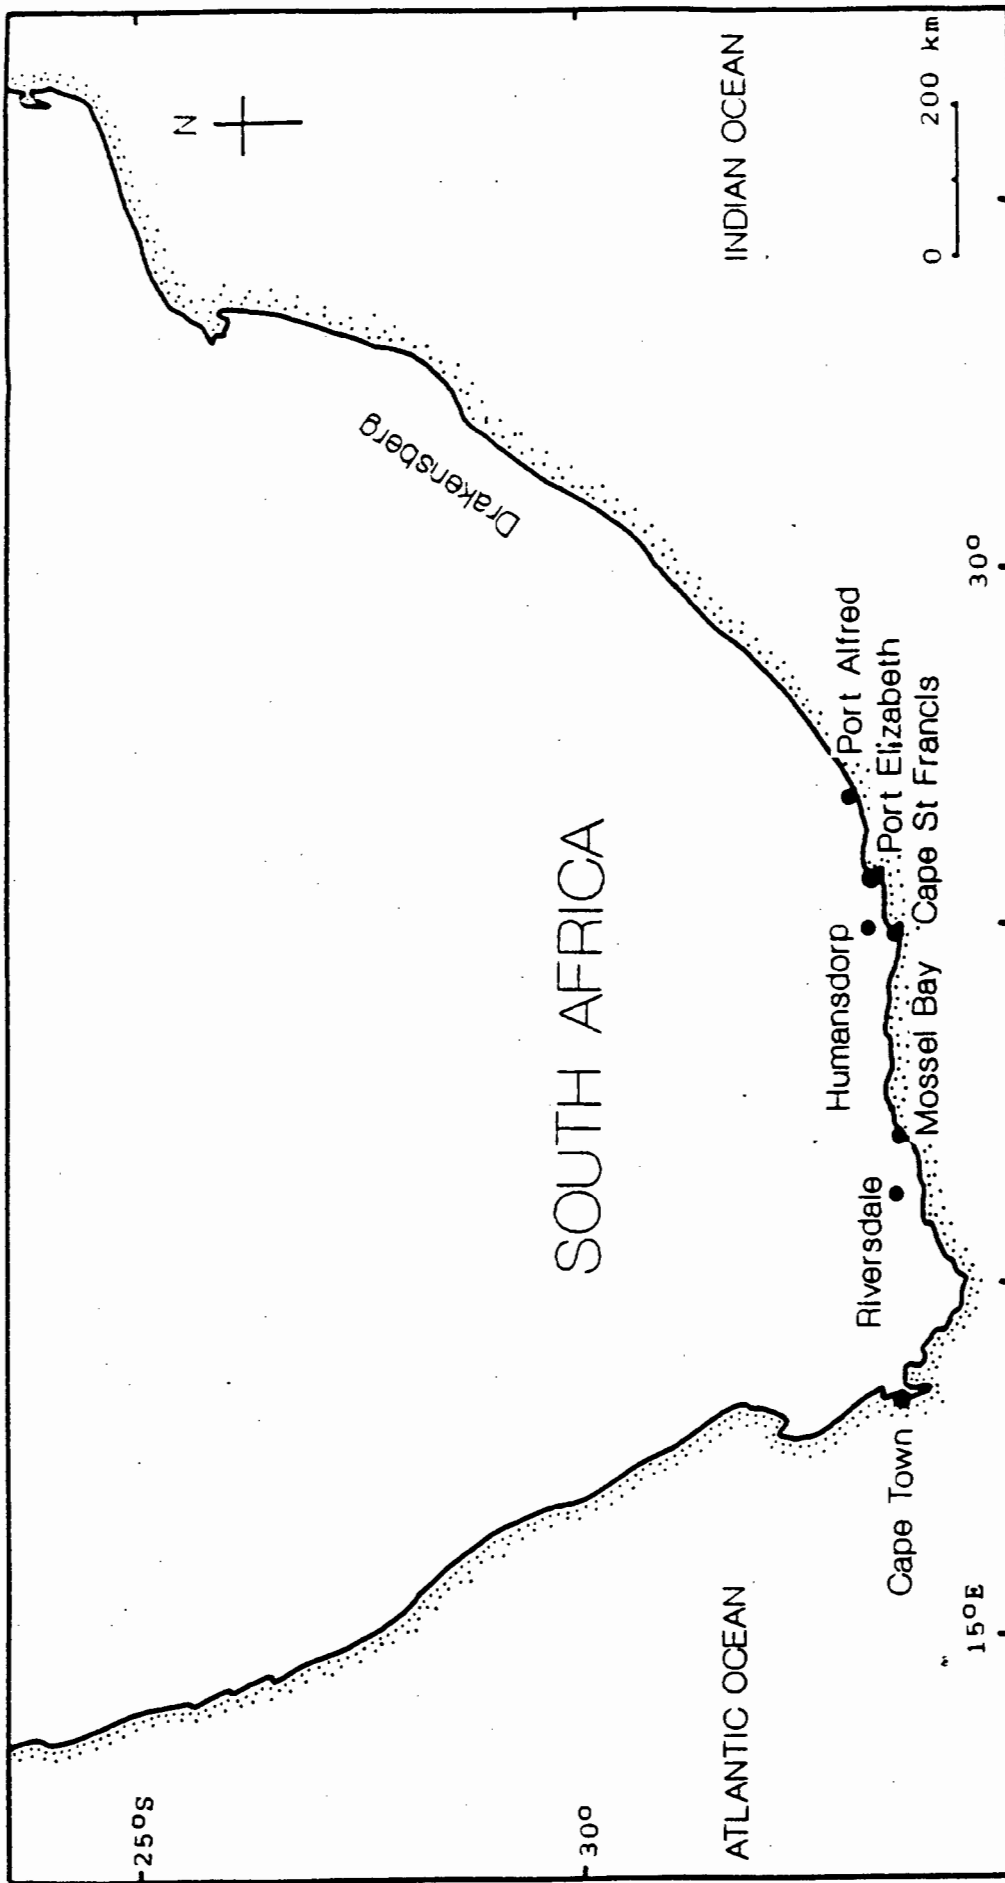 N
25°S
Drakensberg
SOUTH AFRICA
30°
ATLANTIC OCEAN
INDIAN OCEAN
Humansdorp
Port Alfred
Riversdale
Port Elizabeth
Cape Town
Mossel Bay
Cape St Francis
0 200 km
15°E
30°